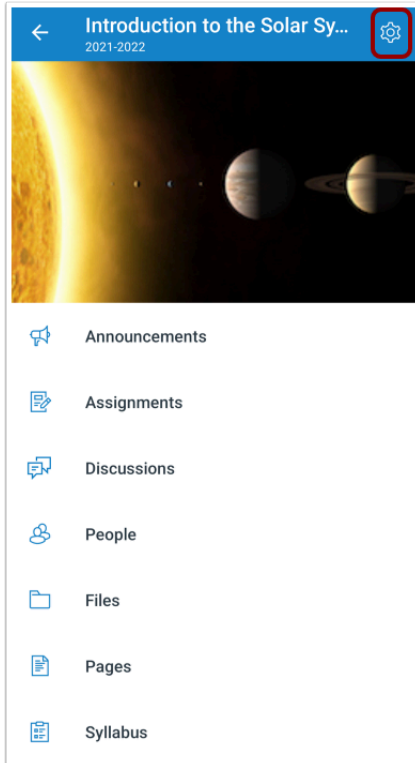 Introduction to the Solar Sy...
2021-2022
Announcements
Assignments
Discussions
People
Files
Pages
Syllabus